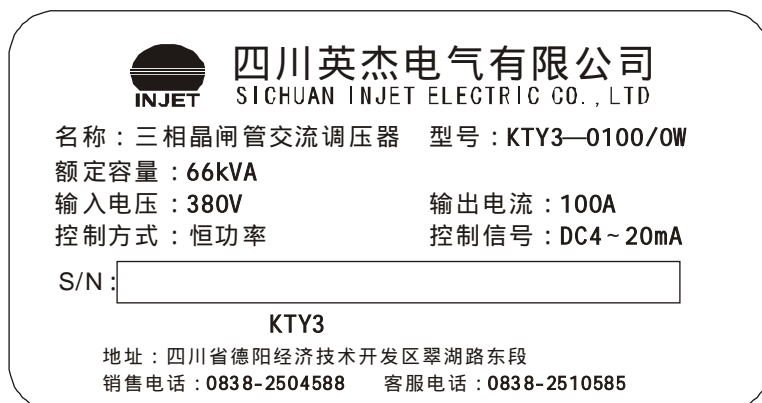 四川英杰电气有限公司
INJET
SICHUAN INJET ELECTRIC CO.,LTD
名称：三相晶闸管交流调压器 型号：KTY3—0100/0W
额定容量：66kVA
输入电压：380V 输出电流：100A
控制方式：恒功率 控制信号：DC4~20mA
S/N:
KTY3
地址：四川省德阳经济技术开发区翠湖路东段
销售电话：0838-2504588 客服电话：0838-2510585